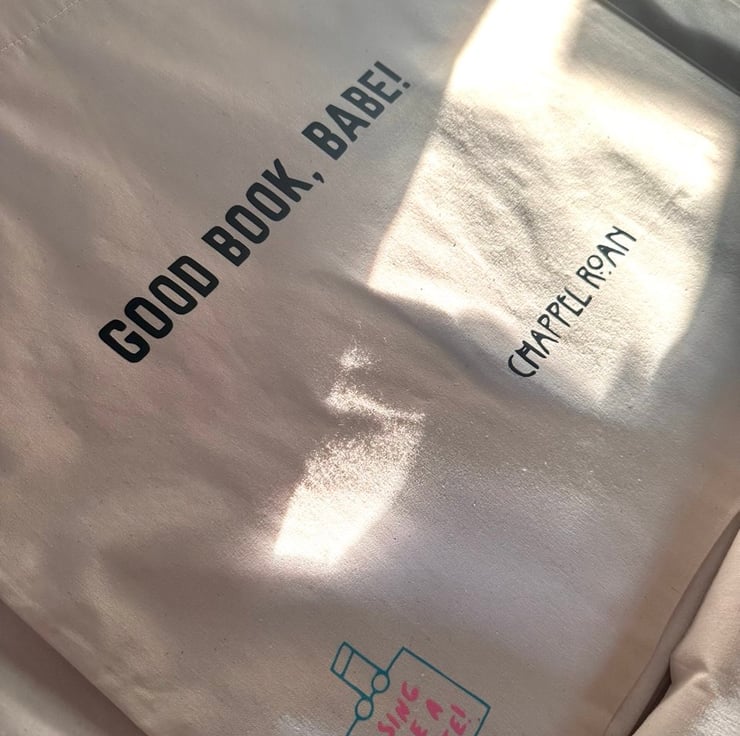 GOOD BOOK, BABE!
CHAPPEL ROAN
SING
A